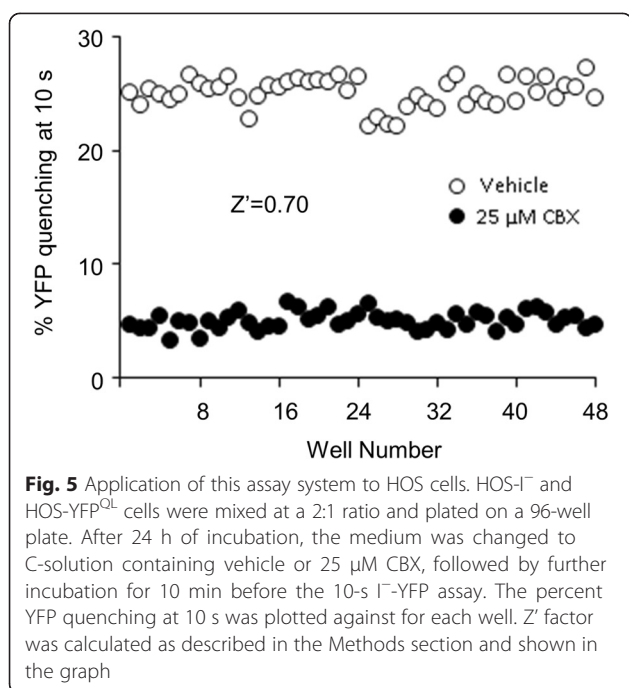 30
20
10
0
% YFP quenching at 10 s
Vehicle
25 µM CBX
Z'=0.70
8 16 24 32 40 48
Well Number
Fig. 5 Application of this assay system to HOS cells. HOS-I⁻ and
HOS-YFP^QL cells were mixed at a 2:1 ratio and plated on a 96-well
plate. After 24 h of incubation, the medium was changed to
C-solution containing vehicle or 25 µM CBX, followed by further
incubation for 10 min before the 10-s I⁻-YFP assay. The percent
YFP quenching at 10 s was plotted against for each well. Z' factor
was calculated as described in the Methods section and shown in
the graph